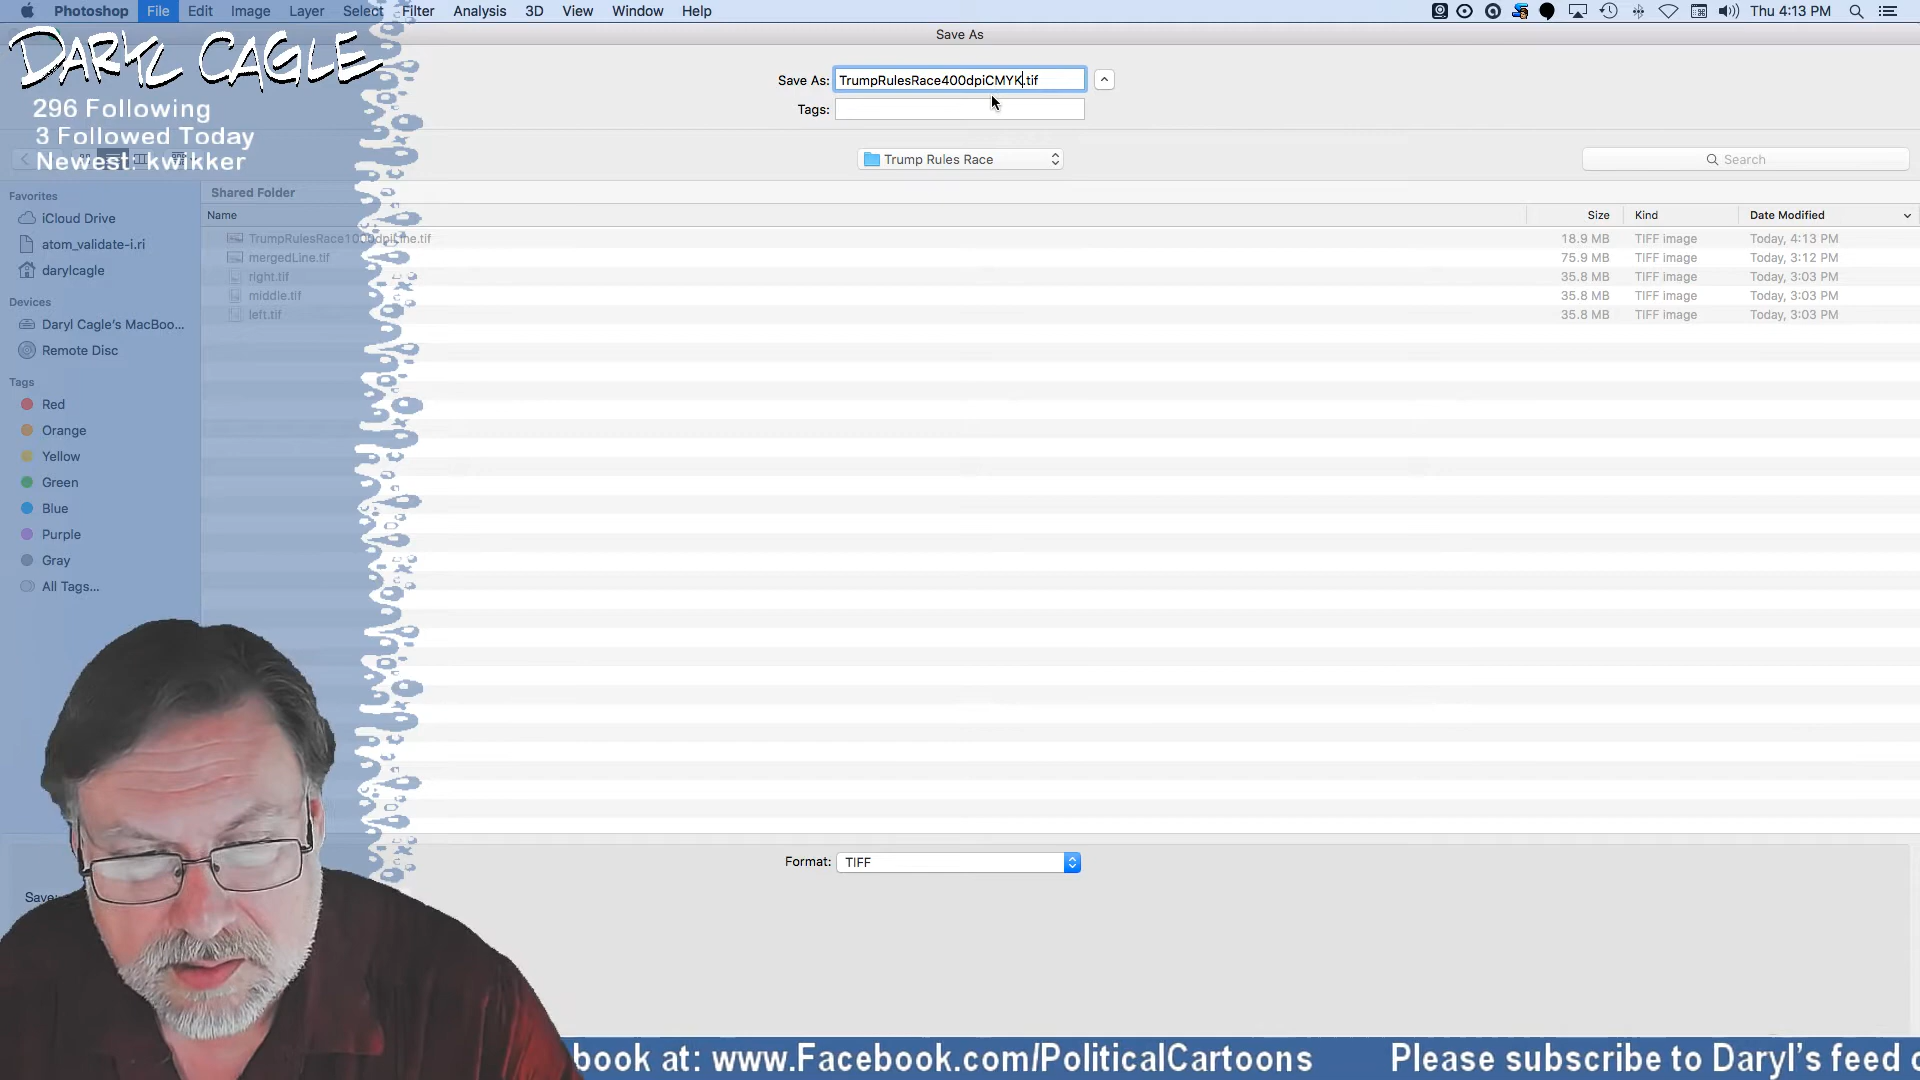 Photoshop File Edit Image Layer Select Filter Analysis 3D View Window Help Thu 4:13 PM
Save As
DARYL CAGLE
Save As: TrumpRulesRace400dpiCMYK.tif
296 Following
Tags:
3 Followed Today
Newest: kwikker
Trump Rules Race
Search
Favorites
Shared Folder
iCloud Drive
Name Size Kind Date Modified
atom_validate-i.ri
TrumpRulesRace1000dpiLine.tif 18.9 MB TIFF image Today, 4:13 PM
mergedLine.tif 75.9 MB TIFF image Today, 3:12 PM
darylcagle
right.tif 35.8 MB TIFF image Today, 3:03 PM
middle.tif 35.8 MB TIFF image Today, 3:03 PM
Devices
left.tif 35.8 MB TIFF image Today, 3:03 PM
Daryl Cagle's MacBoo...
Remote Disc
Tags
Red
Orange
Yellow
Green
Blue
Purple
Gray
All Tags...
Format: TIFF
Save:
book at: www.Facebook.com/PoliticalCartoons Please subscribe to Daryl's feed